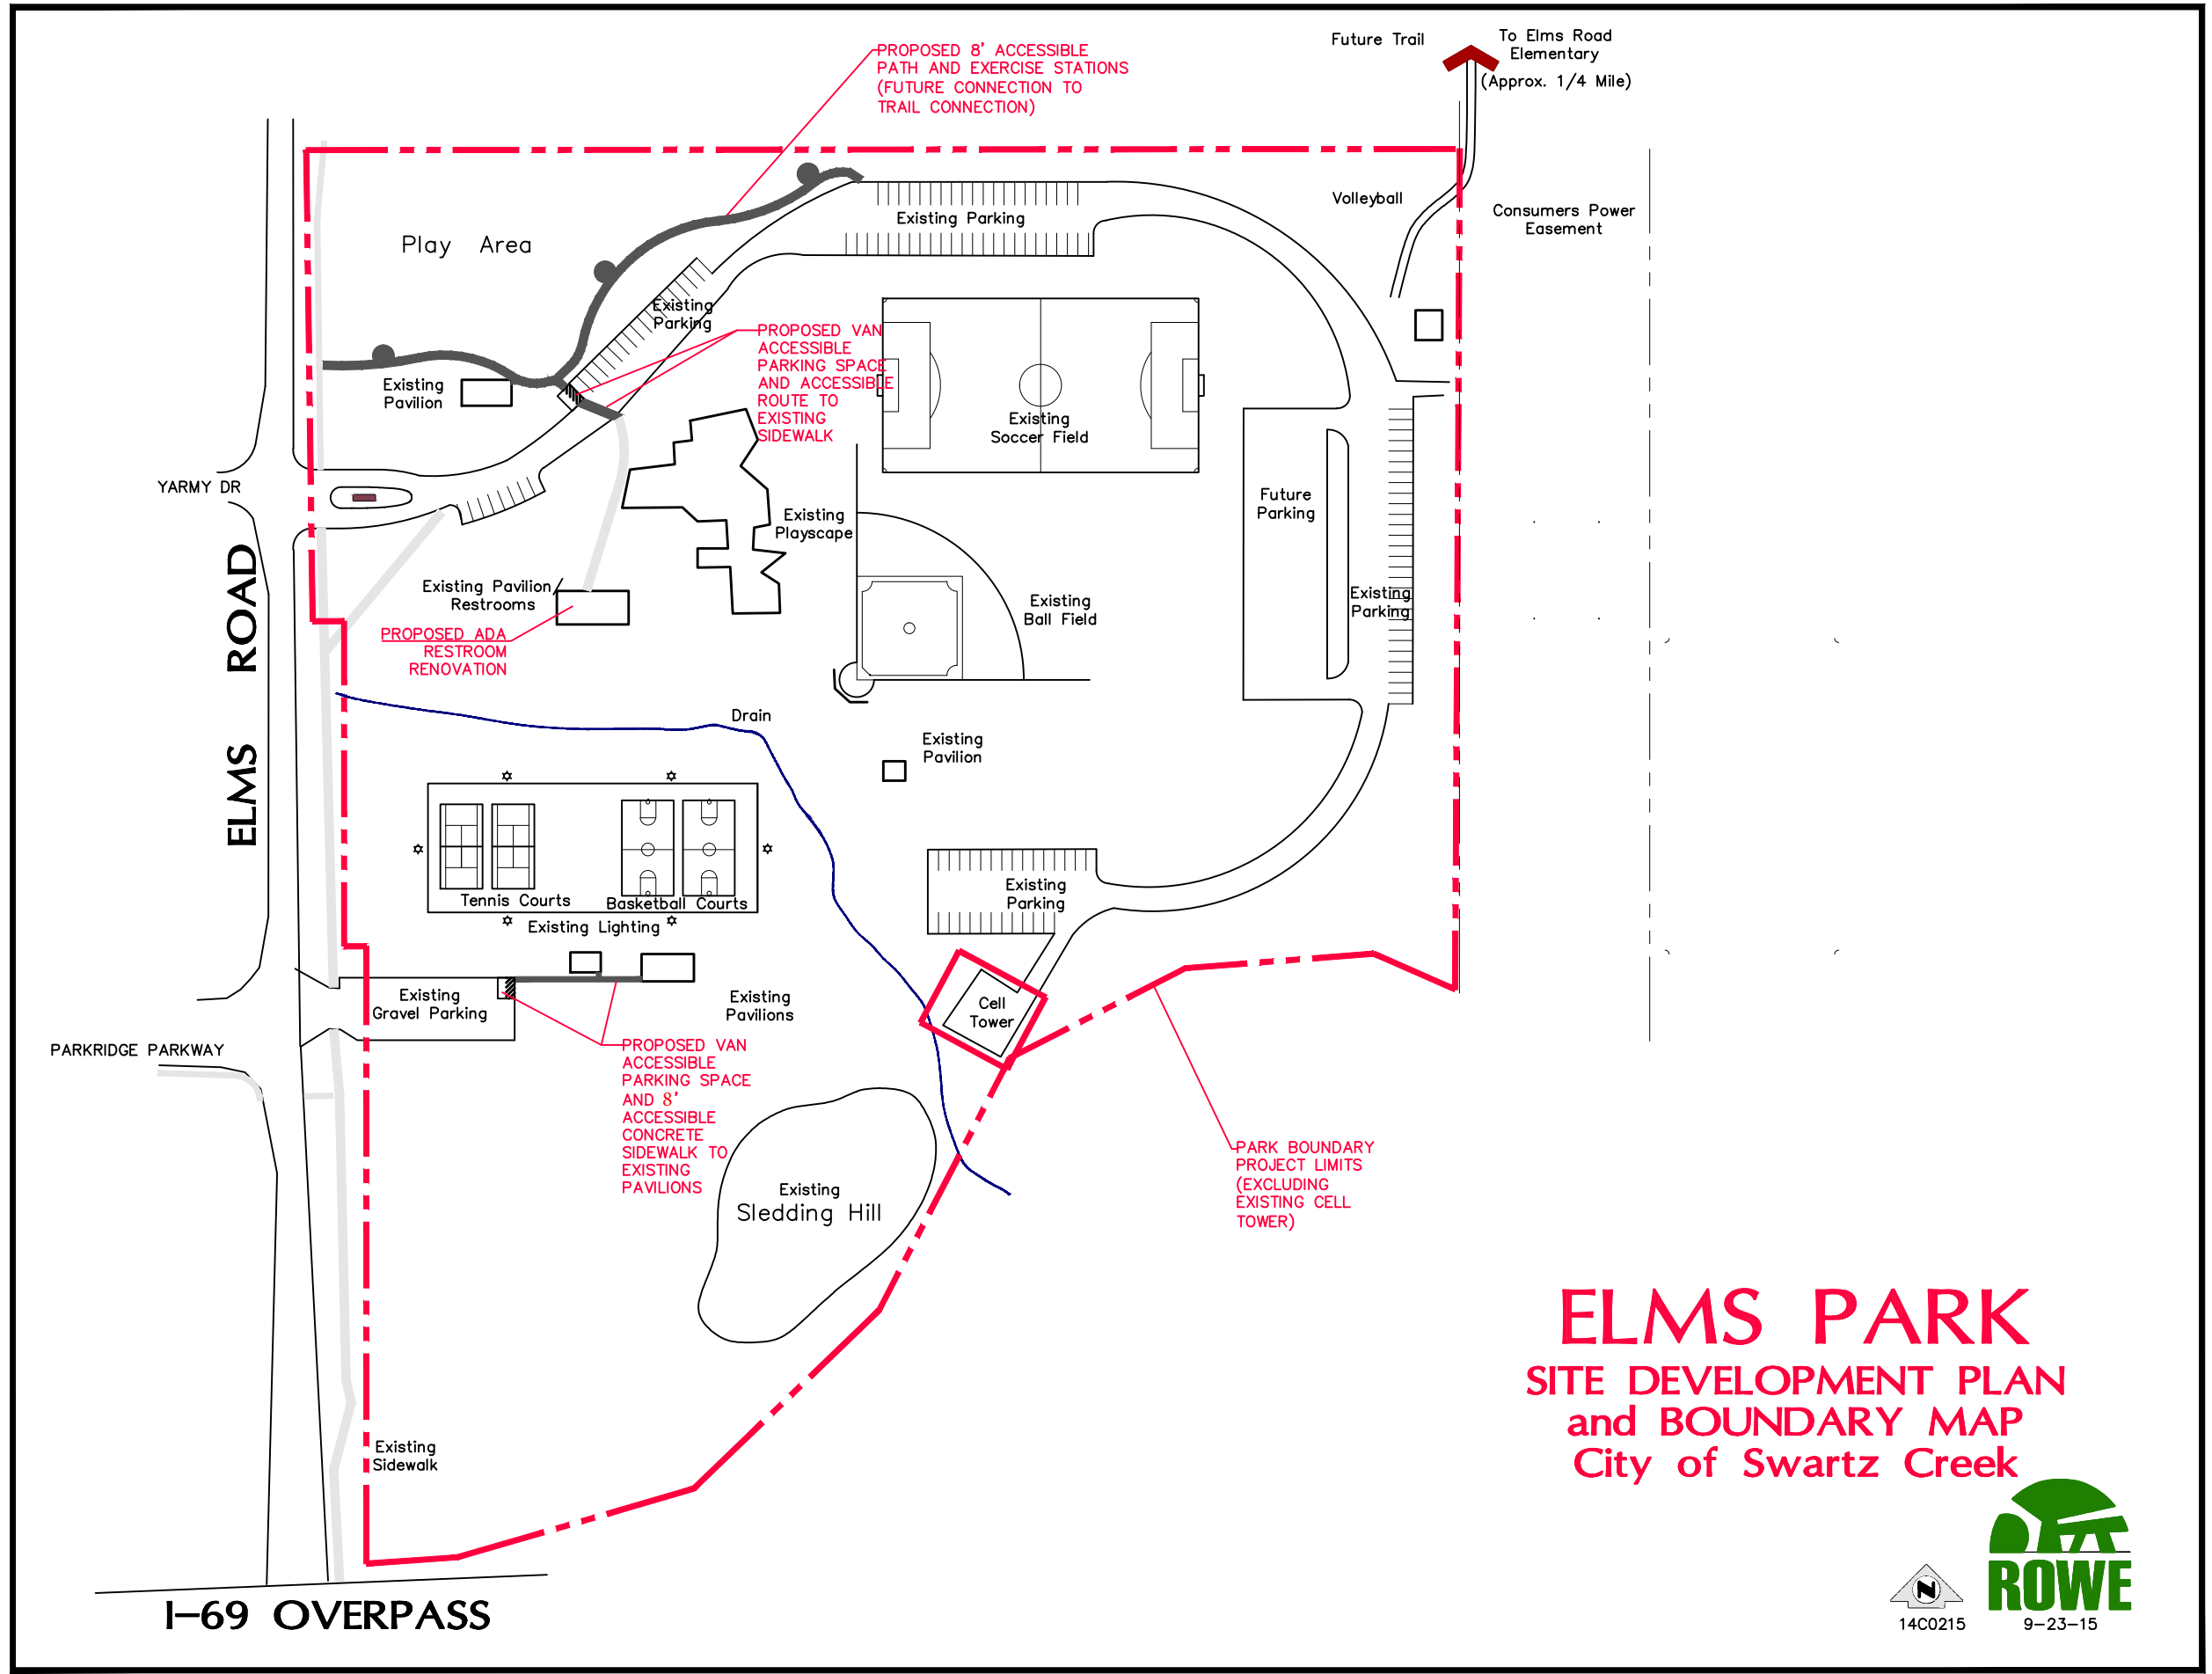 Future Trail
To Elms Road
Elementary
(Approx. 1/4 Mile)
PROPOSED 8' ACCESSIBLE
PATH AND EXERCISE STATIONS
(FUTURE CONNECTION TO
TRAIL CONNECTION)
Volleyball
Consumers Power
Easement
Existing Parking
Play Area
Existing
Parking
PROPOSED VAN
ACCESSIBLE
PARKING SPACE
AND ACCESSIBLE
ROUTE TO
EXISTING
SIDEWALK
Existing
Pavilion
Existing
Soccer Field
YARMY DR
Future
Parking
Existing
Playscape
ELMS ROAD
Existing Pavilion
Restrooms
Existing
Ball Field
Existing
Parking
PROPOSED ADA
RESTROOM
RENOVATION
Drain
Existing
Pavilion
Tennis Courts
Basketball Courts
Existing Lighting
Existing
Parking
Existing
Gravel Parking
Existing
Pavilions
Cell
Tower
PARKRIDGE PARKWAY
PROPOSED VAN
ACCESSIBLE
PARKING SPACE
AND 8'
ACCESSIBLE
CONCRETE
SIDEWALK TO
EXISTING
PAVILIONS
PARK BOUNDARY
PROJECT LIMITS
(EXCLUDING
EXISTING CELL
TOWER)
Existing
Sledding Hill
ELMS PARK
SITE DEVELOPMENT PLAN
and BOUNDARY MAP
City of Swartz Creek
Existing
Sidewalk
I-69 OVERPASS
N
14C0215
ROWE
9-23-15